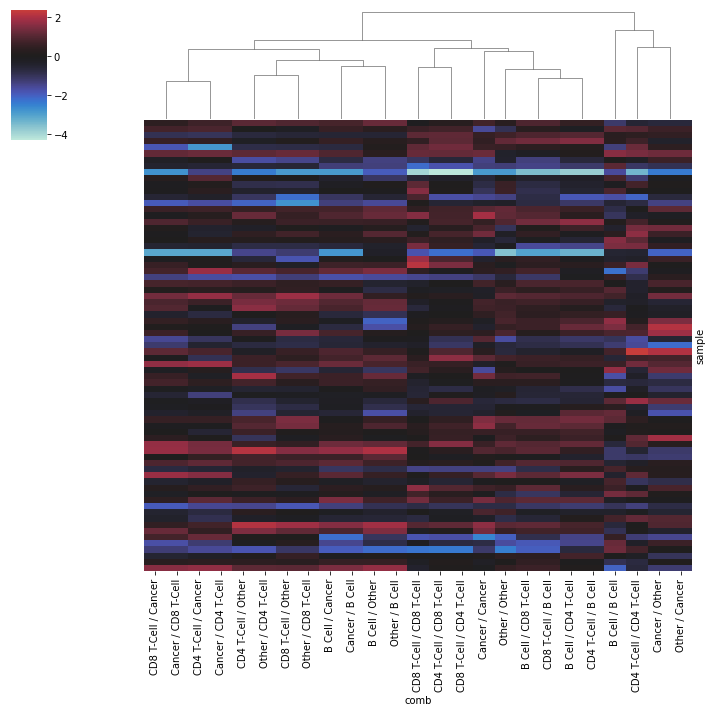 2
0
−2
−4
sample
CD8 T-Cell / Cancer
Cancer / CD8 T-Cell
CD4 T-Cell / Cancer
Cancer / CD4 T-Cell
CD4 T-Cell / Other
Other / CD4 T-Cell
CD8 T-Cell / Other
Other / CD8 T-Cell
B Cell / Cancer
Cancer / B Cell
B Cell / Other
Other / B Cell
CD8 T-Cell / CD8 T-Cell
CD4 T-Cell / CD8 T-Cell
CD8 T-Cell / CD4 T-Cell
Cancer / Cancer
Other / Other
B Cell / CD8 T-Cell
CD8 T-Cell / B Cell
B Cell / CD4 T-Cell
CD4 T-Cell / B Cell
B Cell / B Cell
CD4 T-Cell / CD4 T-Cell
Cancer / Other
Other / Cancer
comb